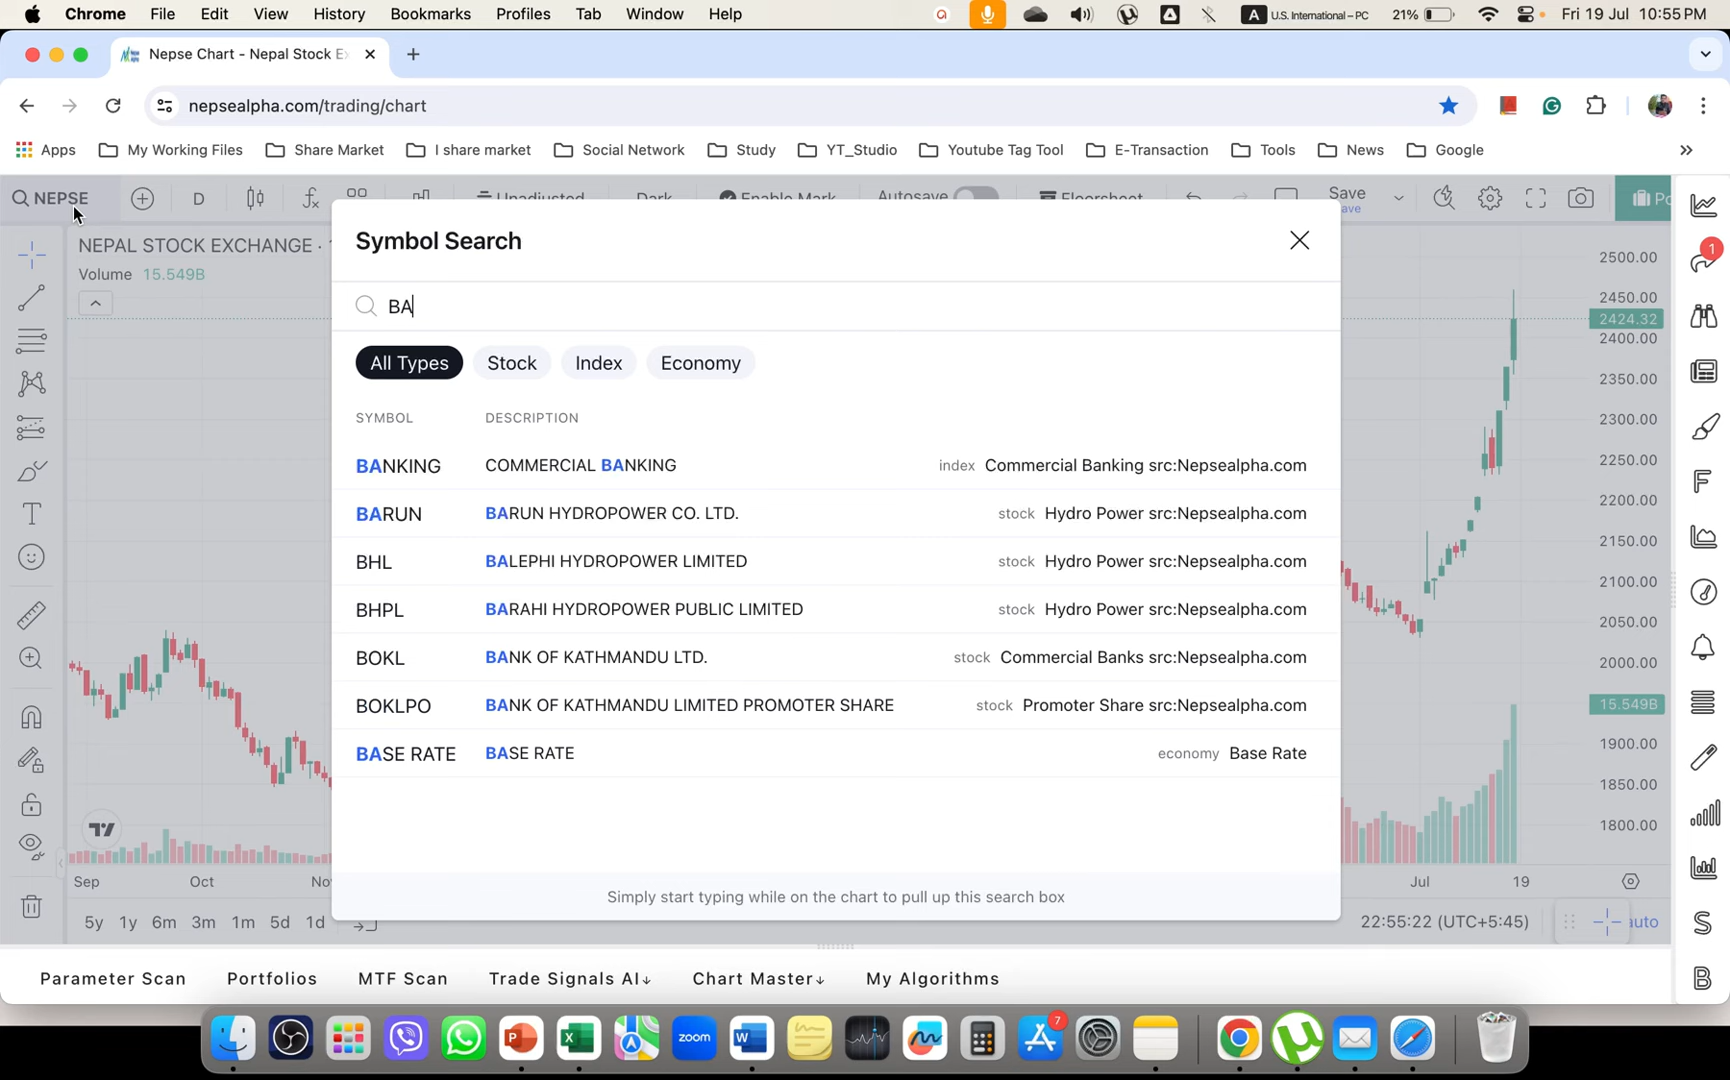 Chrome File Edit View History Bookmarks Profiles Tab Window Help A U.S. International – PC 21% Fri 19 Jul 10:55 PM
Nepse Chart - Nepal Stock Ex
nepsealpha.com/trading/chart
Apps My Working Files Share Market I share market Social Network Study YT_Studio Youtube Tag Tool E-Transaction Tools News Google
NEPSE D Unadjusted Dark Enable Mark Autosave Floorsheet Save
ave
Po
NEPAL STOCK EXCHANGE · 1
Volume 15.549B
Symbol Search
BA
All Types Stock Index Economy
SYMBOL DESCRIPTION
BANKING COMMERCIAL BANKING index Commercial Banking src:Nepsealpha.com
BARUN BARUN HYDROPOWER CO. LTD. stock Hydro Power src:Nepsealpha.com
BHL BALEPHI HYDROPOWER LIMITED stock Hydro Power src:Nepsealpha.com
BHPL BARAHI HYDROPOWER PUBLIC LIMITED stock Hydro Power src:Nepsealpha.com
BOKL BANK OF KATHMANDU LTD. stock Commercial Banks src:Nepsealpha.com
BOKLPO BANK OF KATHMANDU LIMITED PROMOTER SHARE stock Promoter Share src:Nepsealpha.com
BASE RATE BASE RATE economy Base Rate
Simply start typing while on the chart to pull up this search box
2500.00
2450.00
2424.32
2400.00
2350.00
2300.00
2250.00
2200.00
2150.00
2100.00
2050.00
2000.00
15.549B
1900.00
1850.00
1800.00
1
T
F
S
B
Sep Oct Nov Jul 19
5y 1y 6m 3m 1m 5d 1d 22:55:22 (UTC+5:45) auto
Parameter Scan Portfolios MTF Scan Trade Signals AI↓ Chart Master↓ My Algorithms
zoom
7